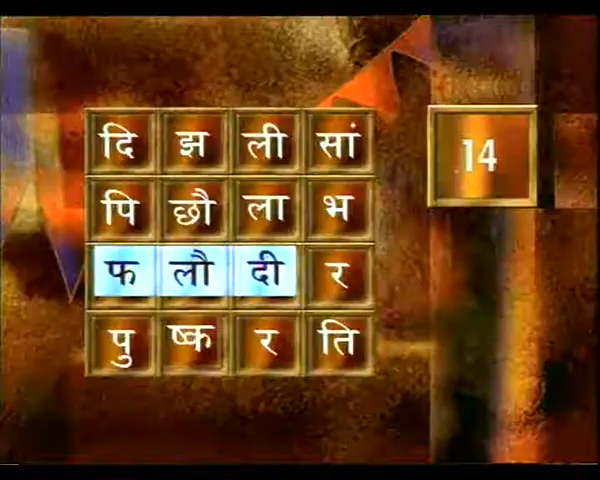 दि झ ली सां
14
पि छौ ला भ
फ लौ दी र
पु ष्क र ति